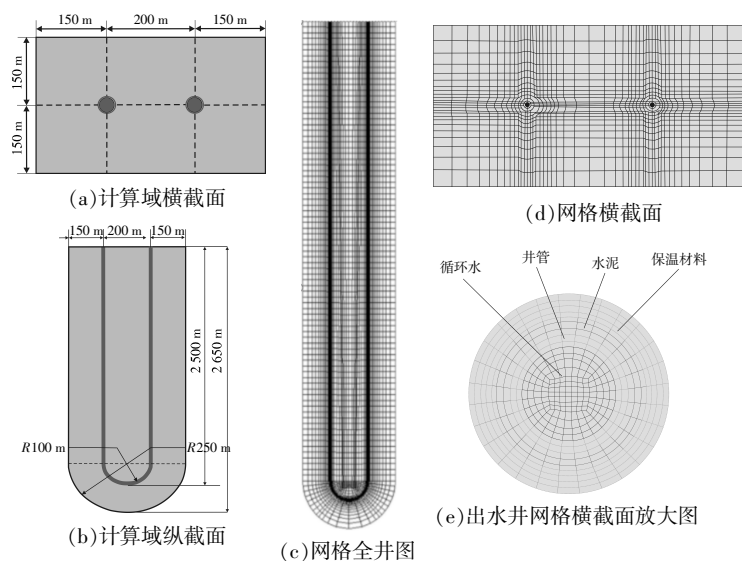 150 m
200 m
150 m
150 m
150 m
(a)计算域横截面
150 m
200 m
150 m
2 500 m
2 650 m
R100 m
R250 m
(b)计算域纵截面
(c)网格全井图
(d)网格横截面
循环水
井管
水泥
保温材料
(e)出水井网格横截面放大图